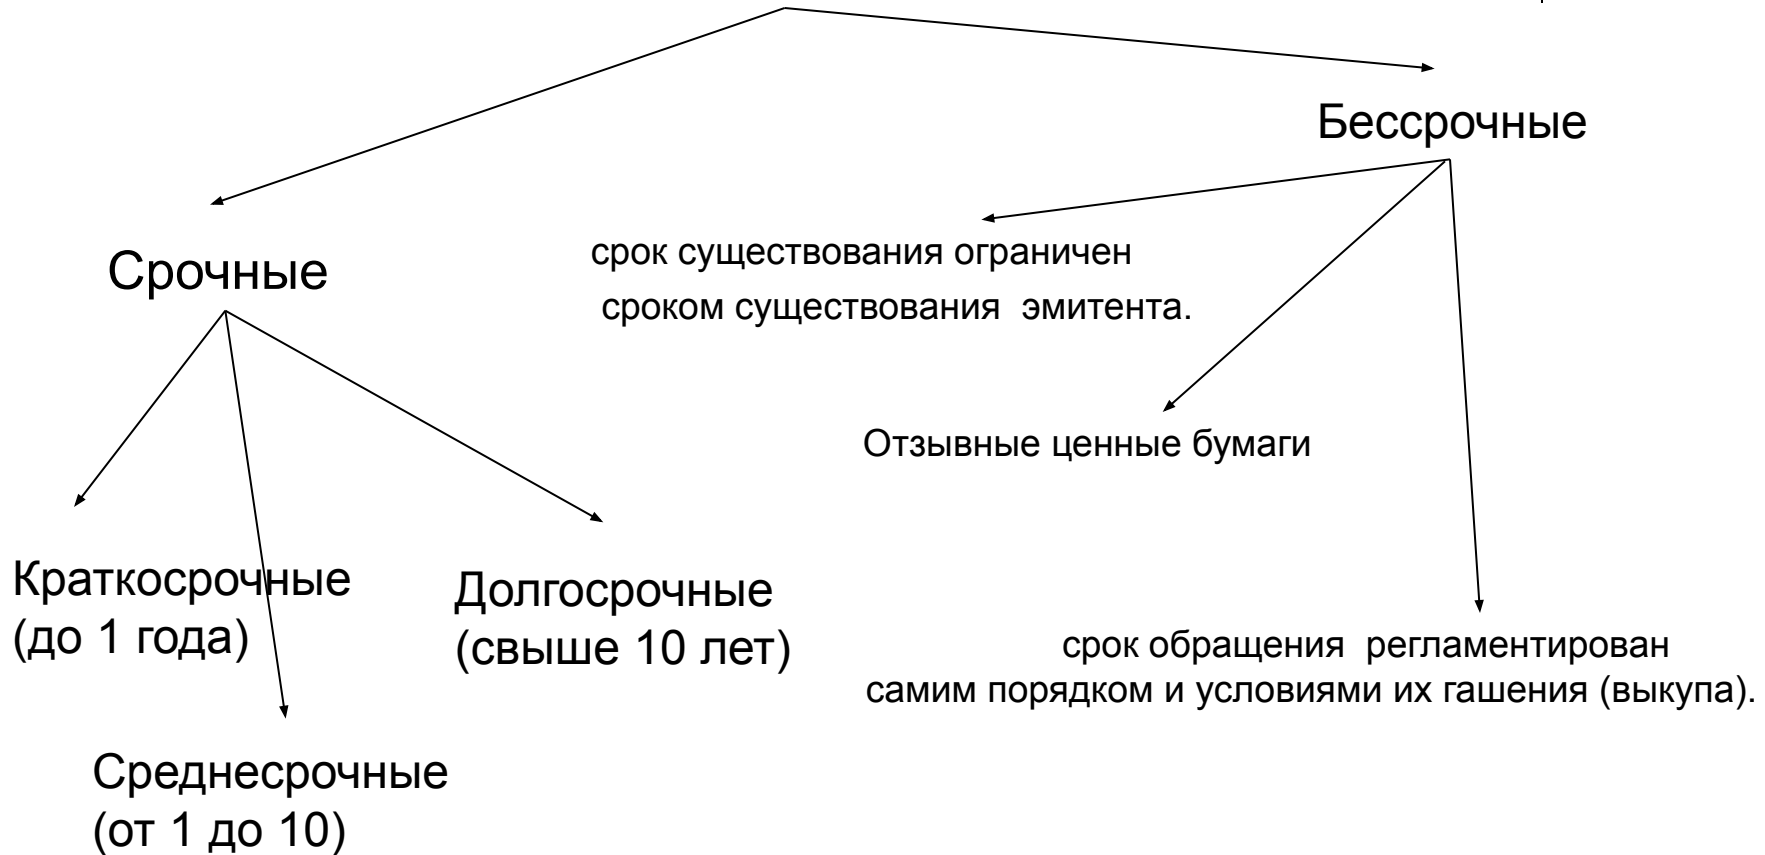 Бессрочные
Срочные
срок существования ограничен
сроком существования эмитента.
Отзывные ценные бумаги
Краткосрочные
(до 1 года)
Долгосрочные
(свыше 10 лет)
срок обращения регламентирован
самим порядком и условиями их гашения (выкупа).
Среднесрочные
(от 1 до 10)